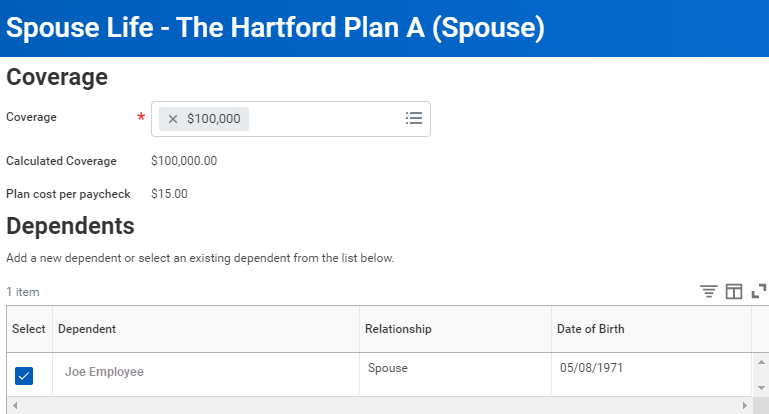 Spouse Life - The Hartford Plan A (Spouse)
Coverage
Coverage * × $100,000
Calculated Coverage $100,000.00
Plan cost per paycheck $15.00
Dependents
Add a new dependent or select an existing dependent from the list below.
1 item
Select Dependent Relationship Date of Birth
Joe Employee Spouse 05/08/1971